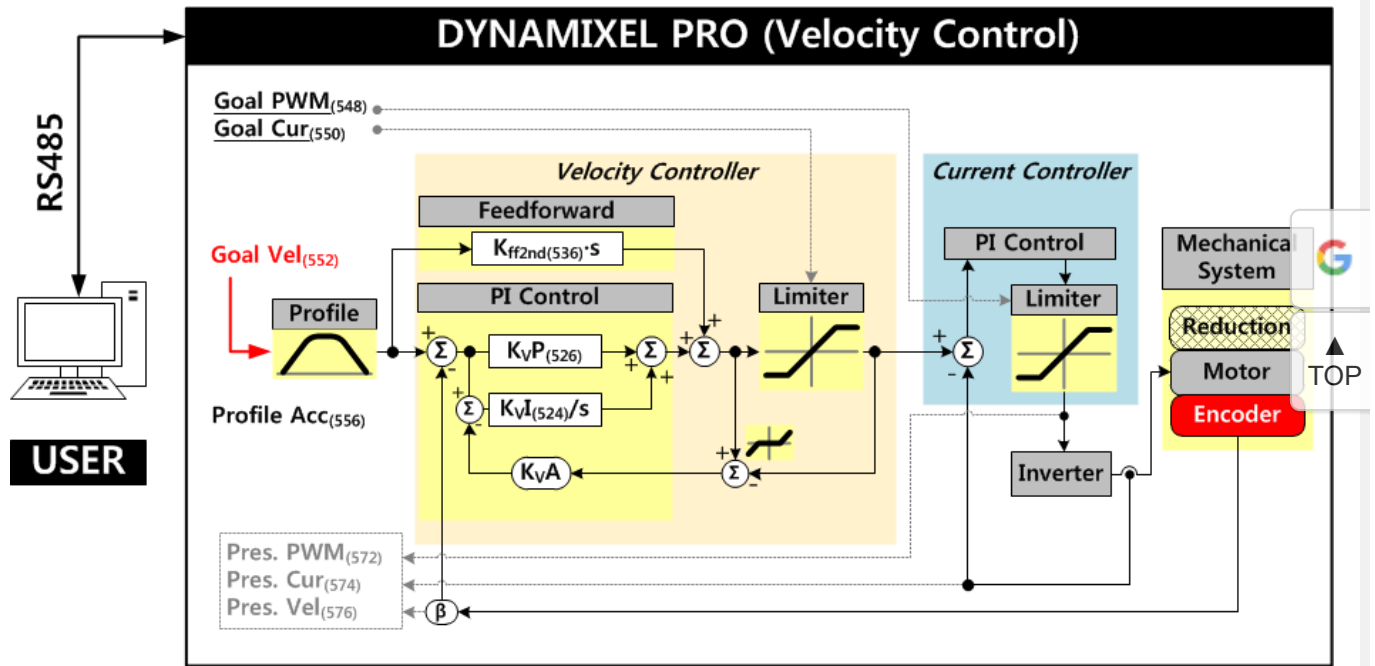 DYNAMIXEL PRO (Velocity Control)
RS485
USER
Goal PWM(548)
Goal Cur(550)
Velocity Controller
Current Controller
Feedforward
Kff2nd(536)·s
Goal Vel(552)
Profile
Profile Acc(556)
PI Control
+
-
Σ
KVP(526)
Σ
+
+
Σ
+
+
Σ
-
KVI(524)/s
KVA
Limiter
+
Σ
-
PI Control
Limiter
+
Σ
-
Inverter
Mechanical
System
Reduction
Motor
Encoder
G
▲
TOP
Pres. PWM(572)
Pres. Cur(574)
Pres. Vel(576)
β